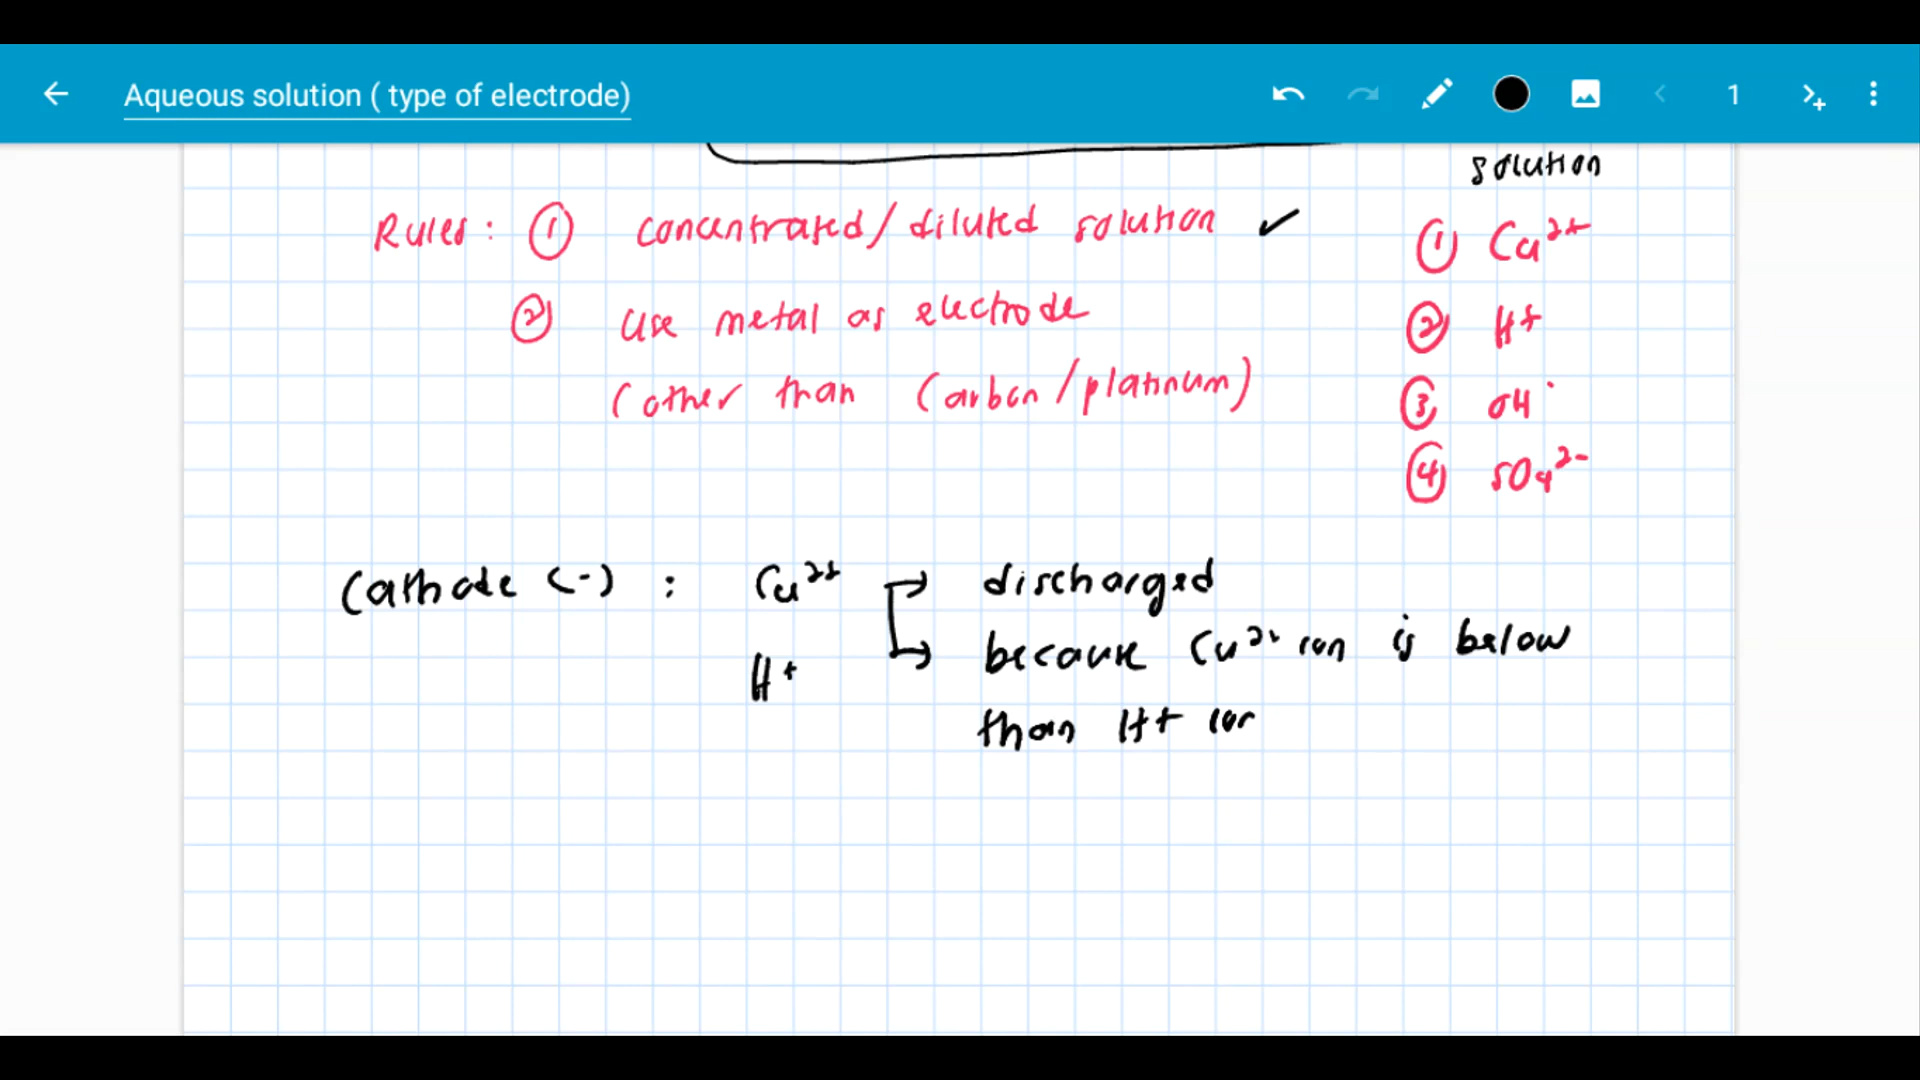 Aqueous solution ( type of electrode)
1
solution
Rules : ① concentrated/diluted solution ✓
① Cu²⁺
② use metal as electrode
② H⁺
(other than carbon/platinum)
③ OH⁻
④ SO₄²⁻
Cathode (-) : Cu²⁺ discharged
because Cu²⁺ ion is below
H⁺
than H+ ion